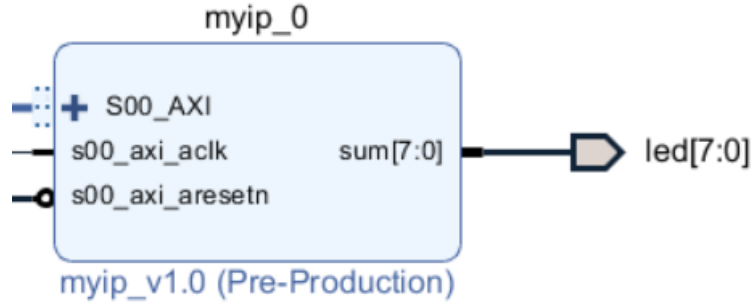 myip_0
S00_AXI
s00_axi_aclk
sum[7:0]
led[7:0]
s00_axi_aresetn
myip_v1.0 (Pre-Production)